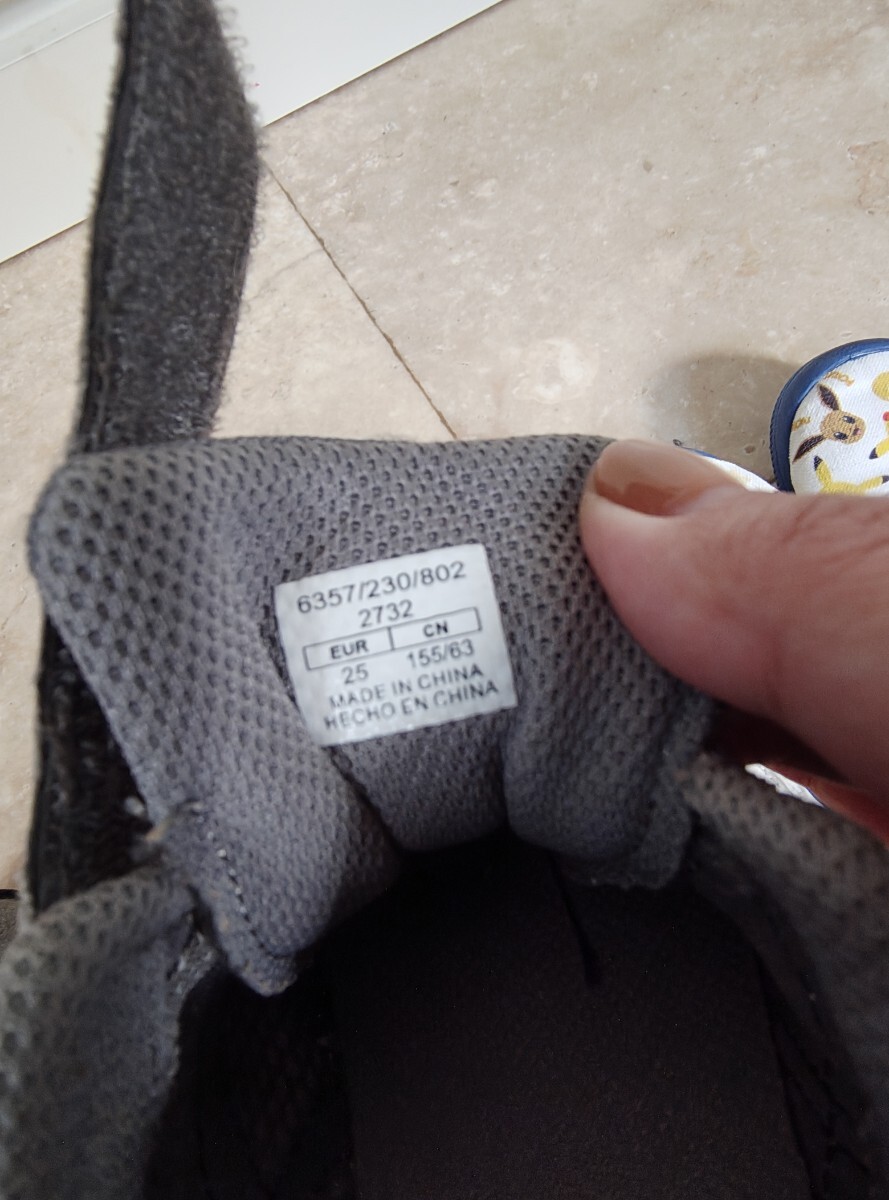 6357/230/802
2732
EUR CN
25 155/63
MADE IN CHINA
HECHO EN CHINA